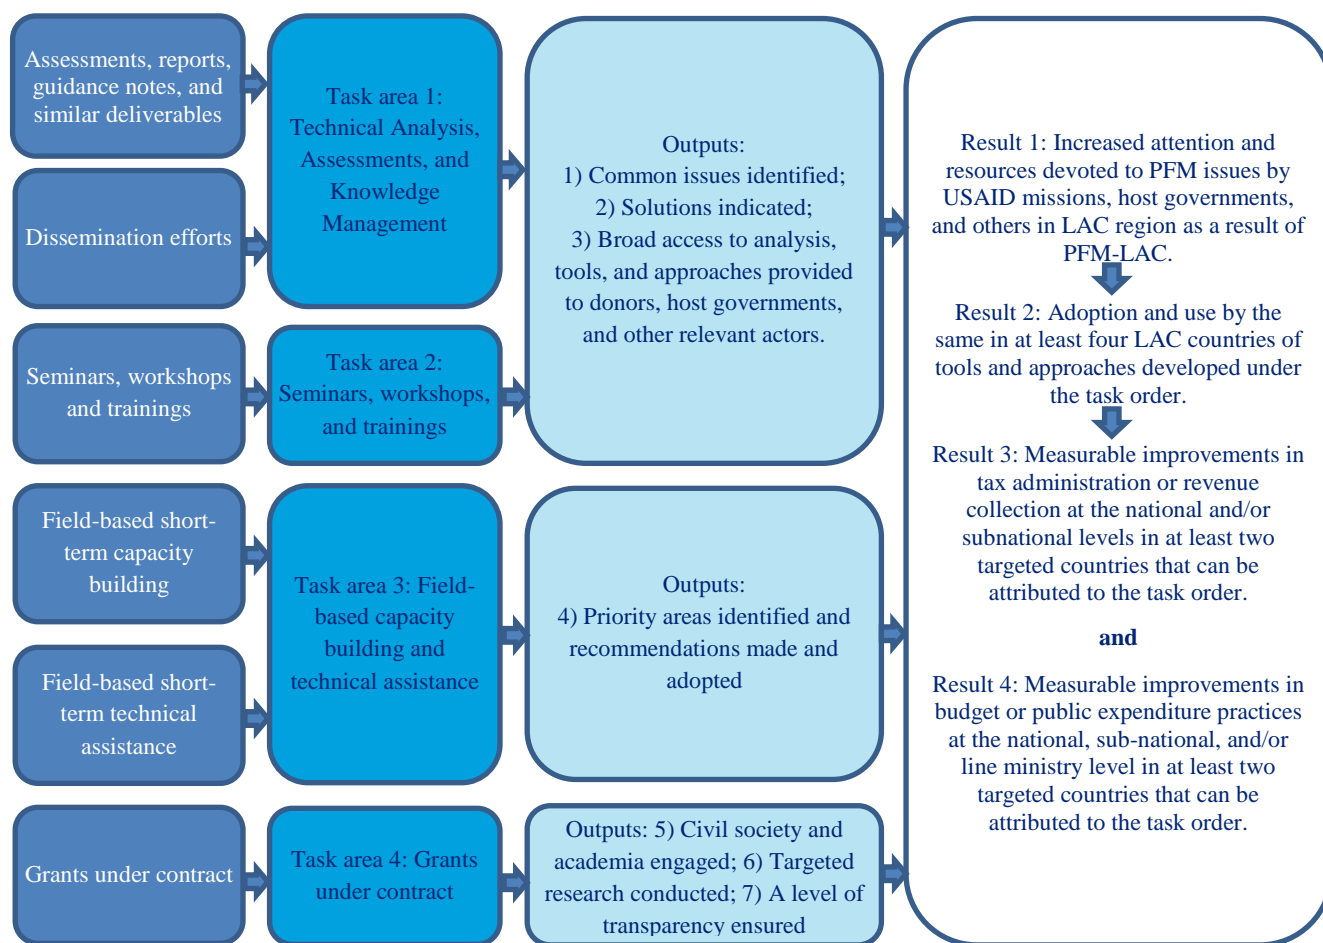 Assessments, reports,
guidance notes, and
similar deliverables
Dissemination efforts
Seminars, workshops
and trainings
Field-based short-
term capacity
building
Field-based short-
term technical
assistance
Grants under contract
Task area 1:
Technical Analysis,
Assessments, and
Knowledge
Management
Task area 2:
Seminars, workshops,
and trainings
Task area 3: Field-
based capacity
building and
technical assistance
Task area 4: Grants
under contract
Outputs:
1) Common issues identified;
2) Solutions indicated;
3) Broad access to analysis,
tools, and approaches provided
to donors, host governments,
and other relevant actors.
Outputs:
4) Priority areas identified and
recommendations made and
adopted
Outputs: 5) Civil society and
academia engaged; 6) Targeted
research conducted; 7) A level of
transparency ensured
Result 1: Increased attention and
resources devoted to PFM issues by
USAID missions, host governments,
and others in LAC region as a result of
PFM-LAC.
Result 2: Adoption and use by the
same in at least four LAC countries of
tools and approaches developed under
the task order.
Result 3: Measurable improvements in
tax administration or revenue
collection at the national and/or
subnational levels in at least two
targeted countries that can be
attributed to the task order.
and
Result 4: Measurable improvements in
budget or public expenditure practices
at the national, sub-national, and/or
line ministry level in at least two
targeted countries that can be
attributed to the task order.